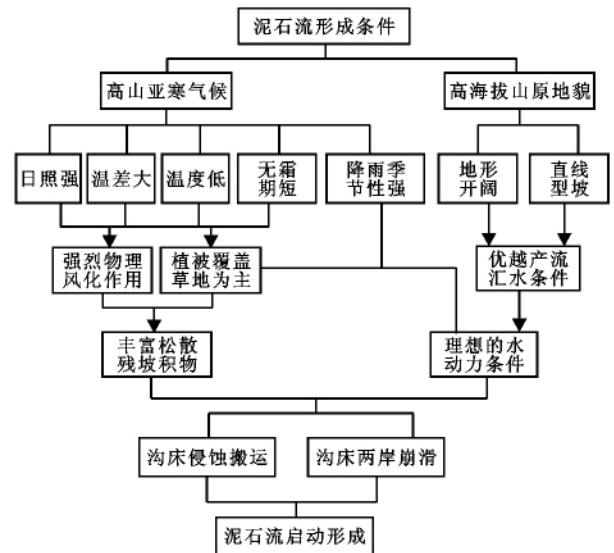 泥石流形成条件
高山亚寒气候
高海拔山原地貌
日照强
温差大
温度低
无霜
期短
降雨季
节性强
地形
开阔
直线
型坡
强烈物理
风化作用
植被覆盖
草地为主
优越产流
汇水条件
丰富松散
残坡积物
理想的水
动力条件
沟床侵蚀搬运
沟床两岸崩滑
泥石流启动形成